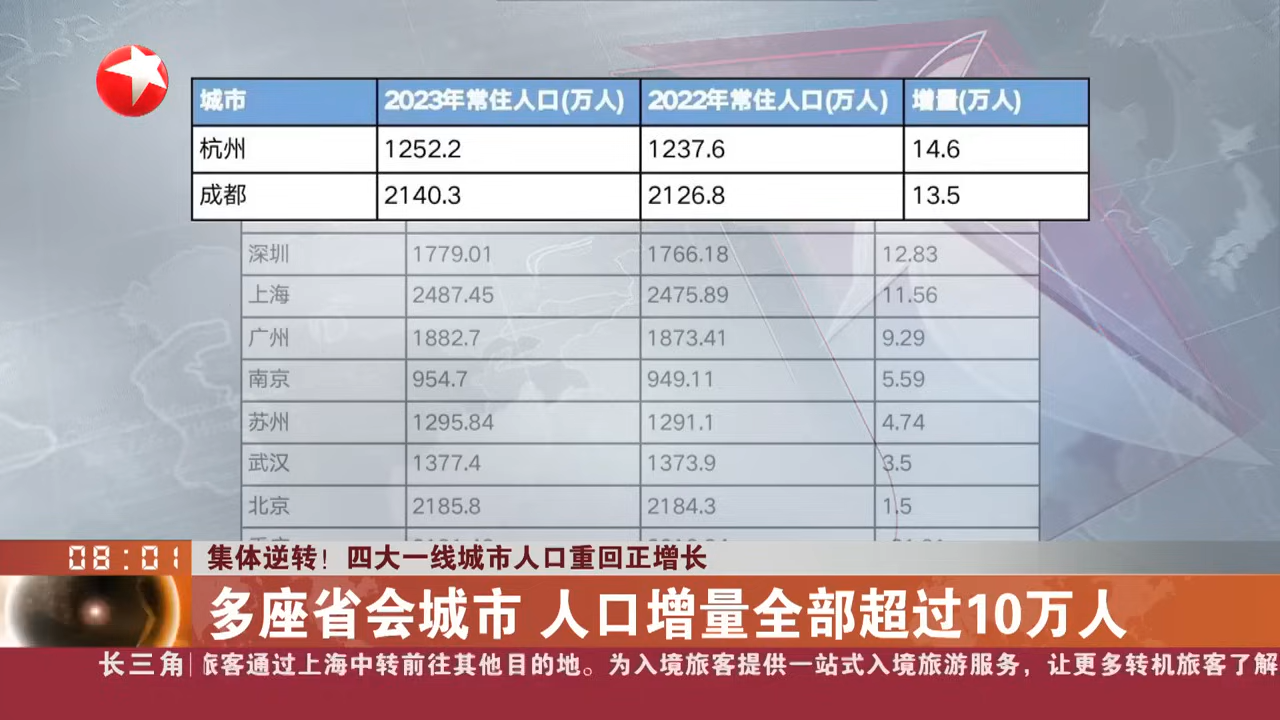 城市 2023年常住人口(万人) 2022年常住人口(万人) 增量(万人)
杭州 1252.2 1237.6 14.6
成都 2140.3 2126.8 13.5
深圳 1779.01 1766.18 12.83
上海 2487.45 2475.89 11.56
广州 1882.7 1873.41 9.29
南京 954.7 949.11 5.59
苏州 1295.84 1291.1 4.74
武汉 1377.4 1373.9 3.5
北京 2185.8 2184.3 1.5
08:01 集体逆转！四大一线城市人口重回正增长
多座省会城市 人口增量全部超过10万人
长三角 旅客通过上海中转前往其他目的地。为入境旅客提供一站式入境旅游服务，让更多转机旅客了解